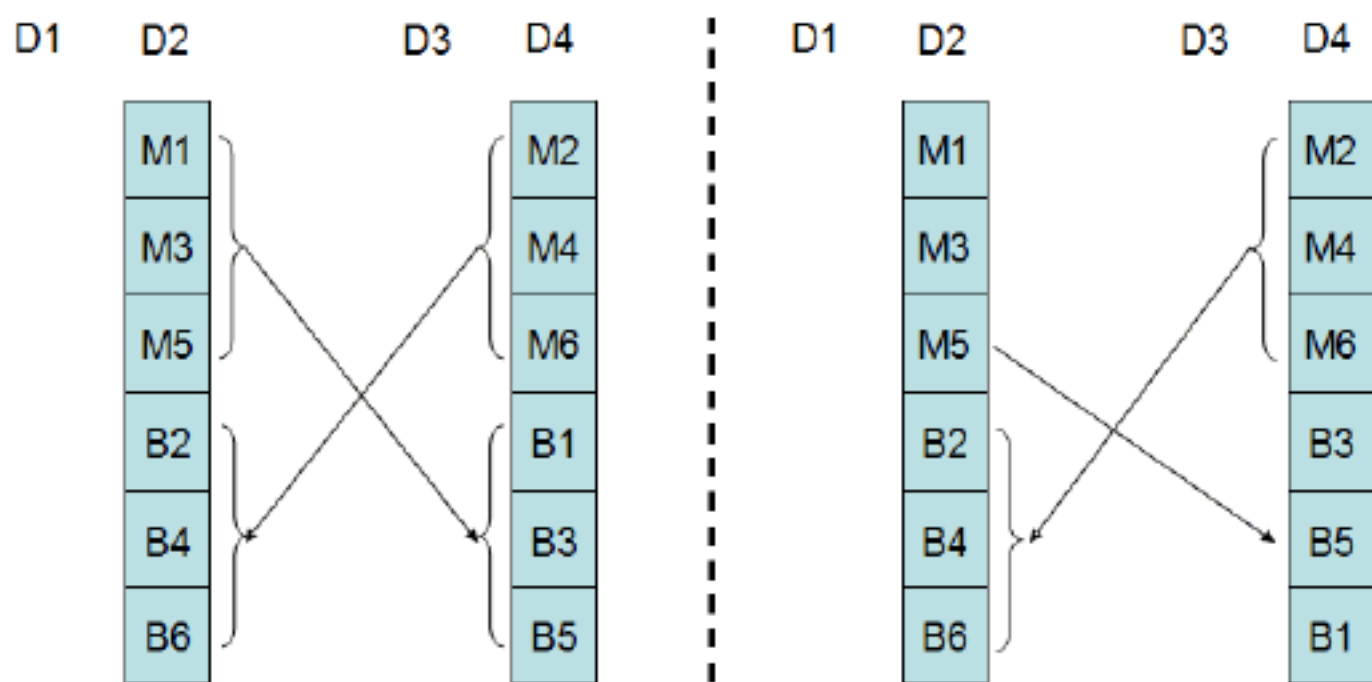 D1 D2 D3 D4 D1 D2 D3 D4
M1 M2 M1 M2
M3 M4 M3 M4
M5 M6 M5 M6
B2 B1 B2 B3
B4 B3 B4 B5
B6 B5 B6 B1